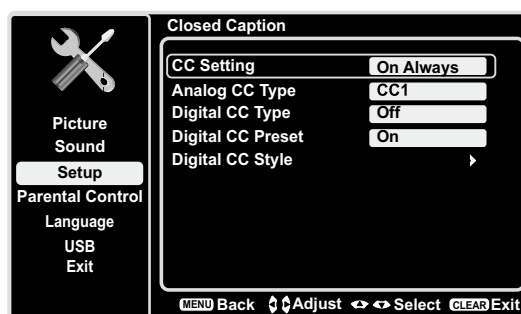 Closed Caption
CC Setting On Always
Analog CC Type CC1
Digital CC Type Off
Digital CC Preset On
Digital CC Style
Picture
Sound
Setup
Parental Control
Language
USB
Exit
MENU Back Adjust Select CLEAR Exit